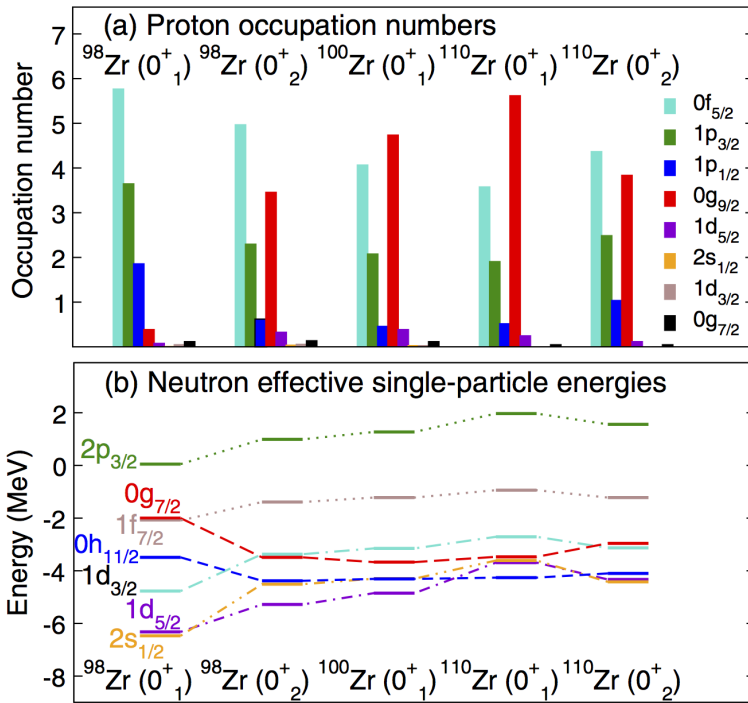 (a) Proton occupation numbers
⁹⁸Zr (0⁺₁) ⁹⁸Zr (0⁺₂) ¹⁰⁰Zr (0⁺₁) ¹¹⁰Zr (0⁺₁) ¹¹⁰Zr (0⁺₂)
Occupation number
7
6
5
4
3
2
1
0f5/2
1p3/2
1p1/2
0g9/2
1d5/2
2s1/2
1d3/2
0g7/2
(b) Neutron effective single-particle energies
Energy (MeV)
2
0
-2
-4
-6
-8
2p3/2
0g7/2
1f7/2
0h11/2
1d3/2
1d5/2
2s1/2
⁹⁸Zr (0⁺₁) ⁹⁸Zr (0⁺₂) ¹⁰⁰Zr (0⁺₁) ¹¹⁰Zr (0⁺₁) ¹¹⁰Zr (0⁺₂)